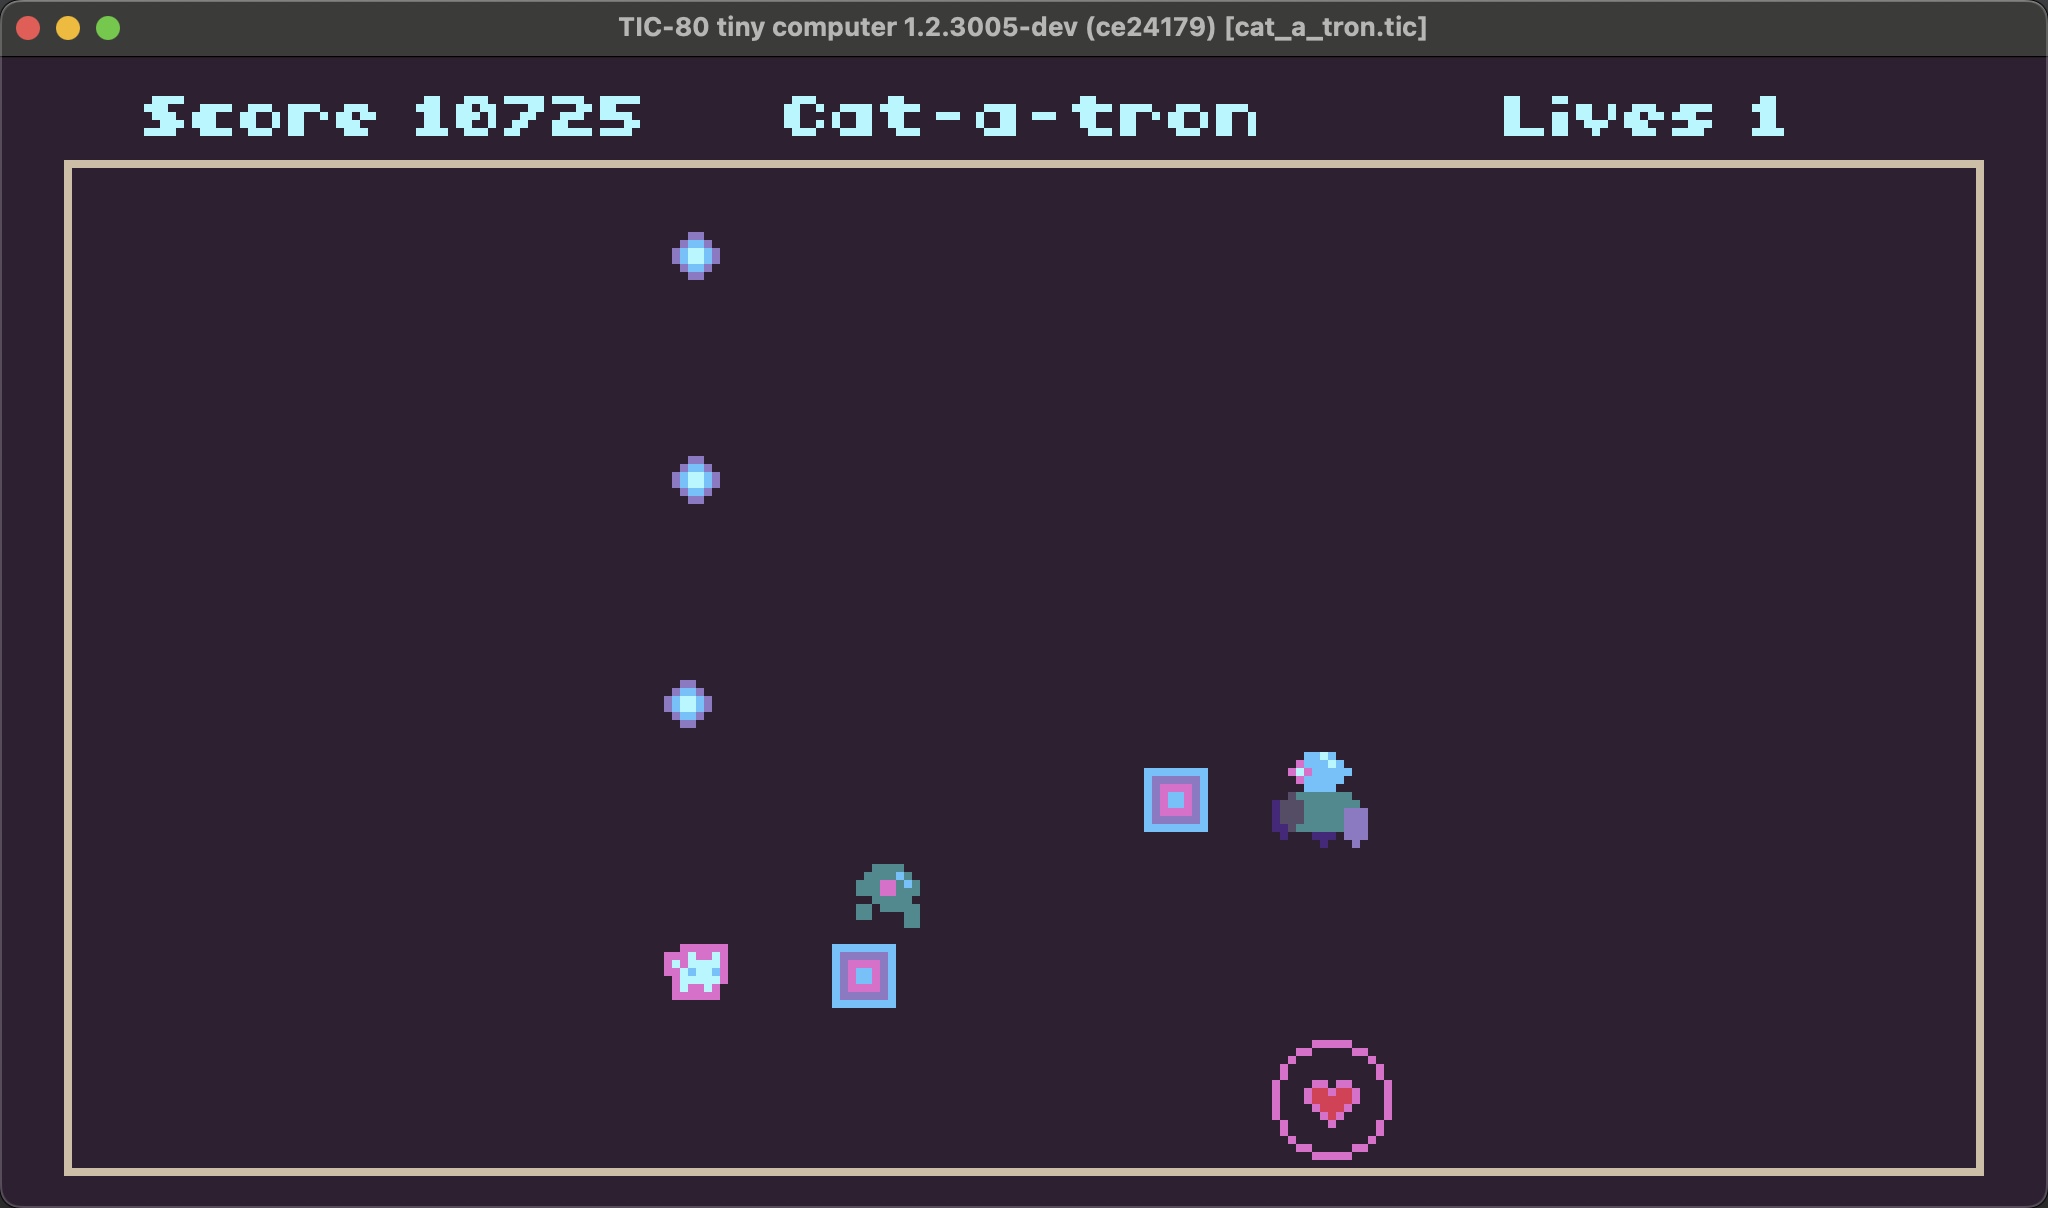 TIC-80 tiny computer 1.2.3005-dev (ce24179) [cat_a_tron.tic]
Score 10725 Cat-a-tron Lives 1